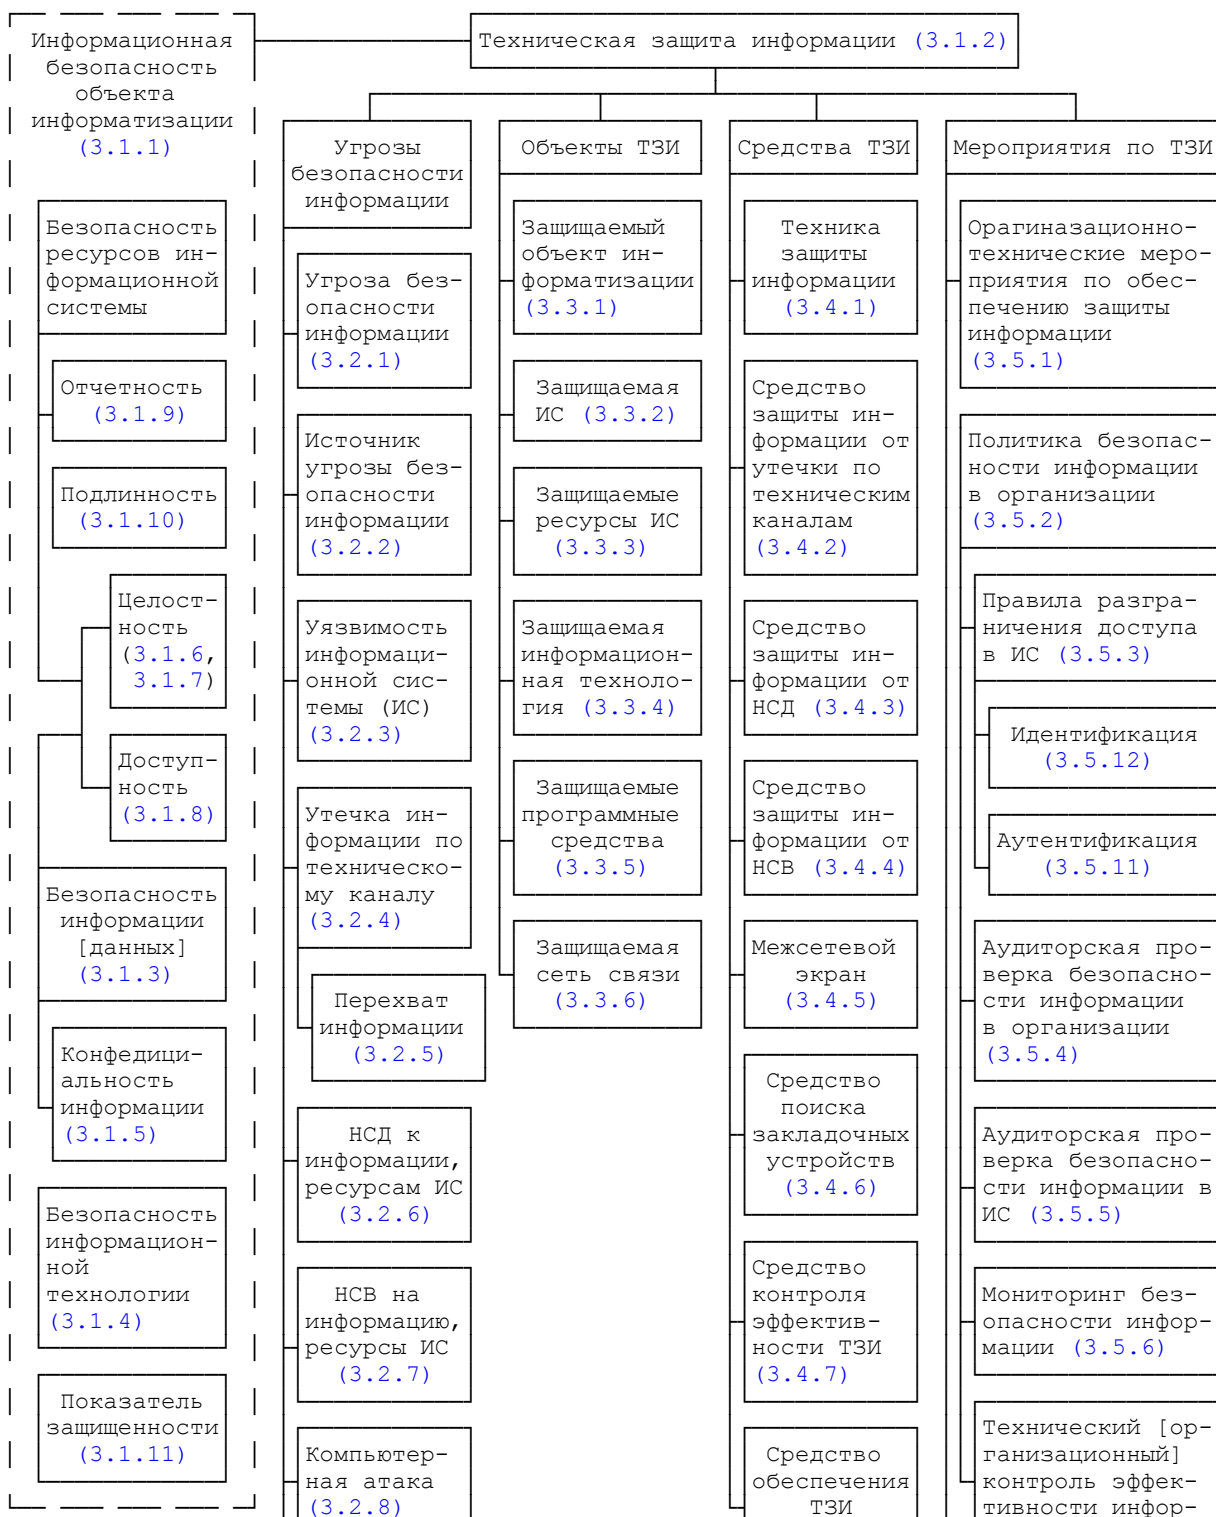 Информационная
безопасность
объекта
информатизации
(3.1.1)
Безопасность
ресурсов ин-
формационной
системы
Отчетность
(3.1.9)
Подлинность
(3.1.10)
Целост-
ность
(3.1.6,
3.1.7)
Доступ-
ность
(3.1.8)
Безопасность
информации
[данных]
(3.1.3)
Конфедици-
альность
информации
(3.1.5)
Безопасность
информацион-
ной
технологии
(3.1.4)
Показатель
защищенности
(3.1.11)
Техническая защита информации (3.1.2)
Угрозы
безопасности
информации
Угроза без-
опасности
информации
(3.2.1)
Источник
угрозы без-
опасности
информации
(3.2.2)
Уязвимость
информаци-
онной сис-
темы (ИС)
(3.2.3)
Утечка ин-
формации по
техническо-
му каналу
(3.2.4)
Перехват
информации
(3.2.5)
НСД к
информации,
ресурсам ИС
(3.2.6)
НСВ на
информацию,
ресурсы ИС
(3.2.7)
Компьютер-
ная атака
(3.2.8)
Объекты ТЗИ
Защищаемый
объект ин-
форматизации
(3.3.1)
Защищаемая
ИС (3.3.2)
Защищаемые
ресурсы ИС
(3.3.3)
Защищаемая
информацион-
ная техноло-
гия (3.3.4)
Защищаемые
программные
средства
(3.3.5)
Защищаемая
сеть связи
(3.3.6)
Средства ТЗИ
Техника
защиты
информации
(3.4.1)
Средство
защиты ин-
формации от
утечки по
техническим
каналам
(3.4.2)
Средство
защиты ин-
формации от
НСД (3.4.3)
Средство
защиты ин-
формации от
НСВ (3.4.4)
Межсетевой
экран
(3.4.5)
Средство
поиска
закладочных
устройств
(3.4.6)
Средство
контроля
эффектив-
ности ТЗИ
(3.4.7)
Средство
обеспечения
ТЗИ
Мероприятия по ТЗИ
Орагиназационно-
технические меро-
приятия по обес-
печению защиты
информации
(3.5.1)
Политика безопас-
ности информации
в организации
(3.5.2)
Правила разгра-
ничения доступа
в ИС (3.5.3)
Идентификация
(3.5.12)
Аутентификация
(3.5.11)
Аудиторская про-
верка безопасно-
сти информации
в организации
(3.5.4)
Аудиторская про-
верка безопасно-
сти информации в
ИС (3.5.5)
Мониторинг без-
опасности инфор-
мации (3.5.6)
Технический [ор-
ганизационный]
контроль эффек-
тивности инфор-